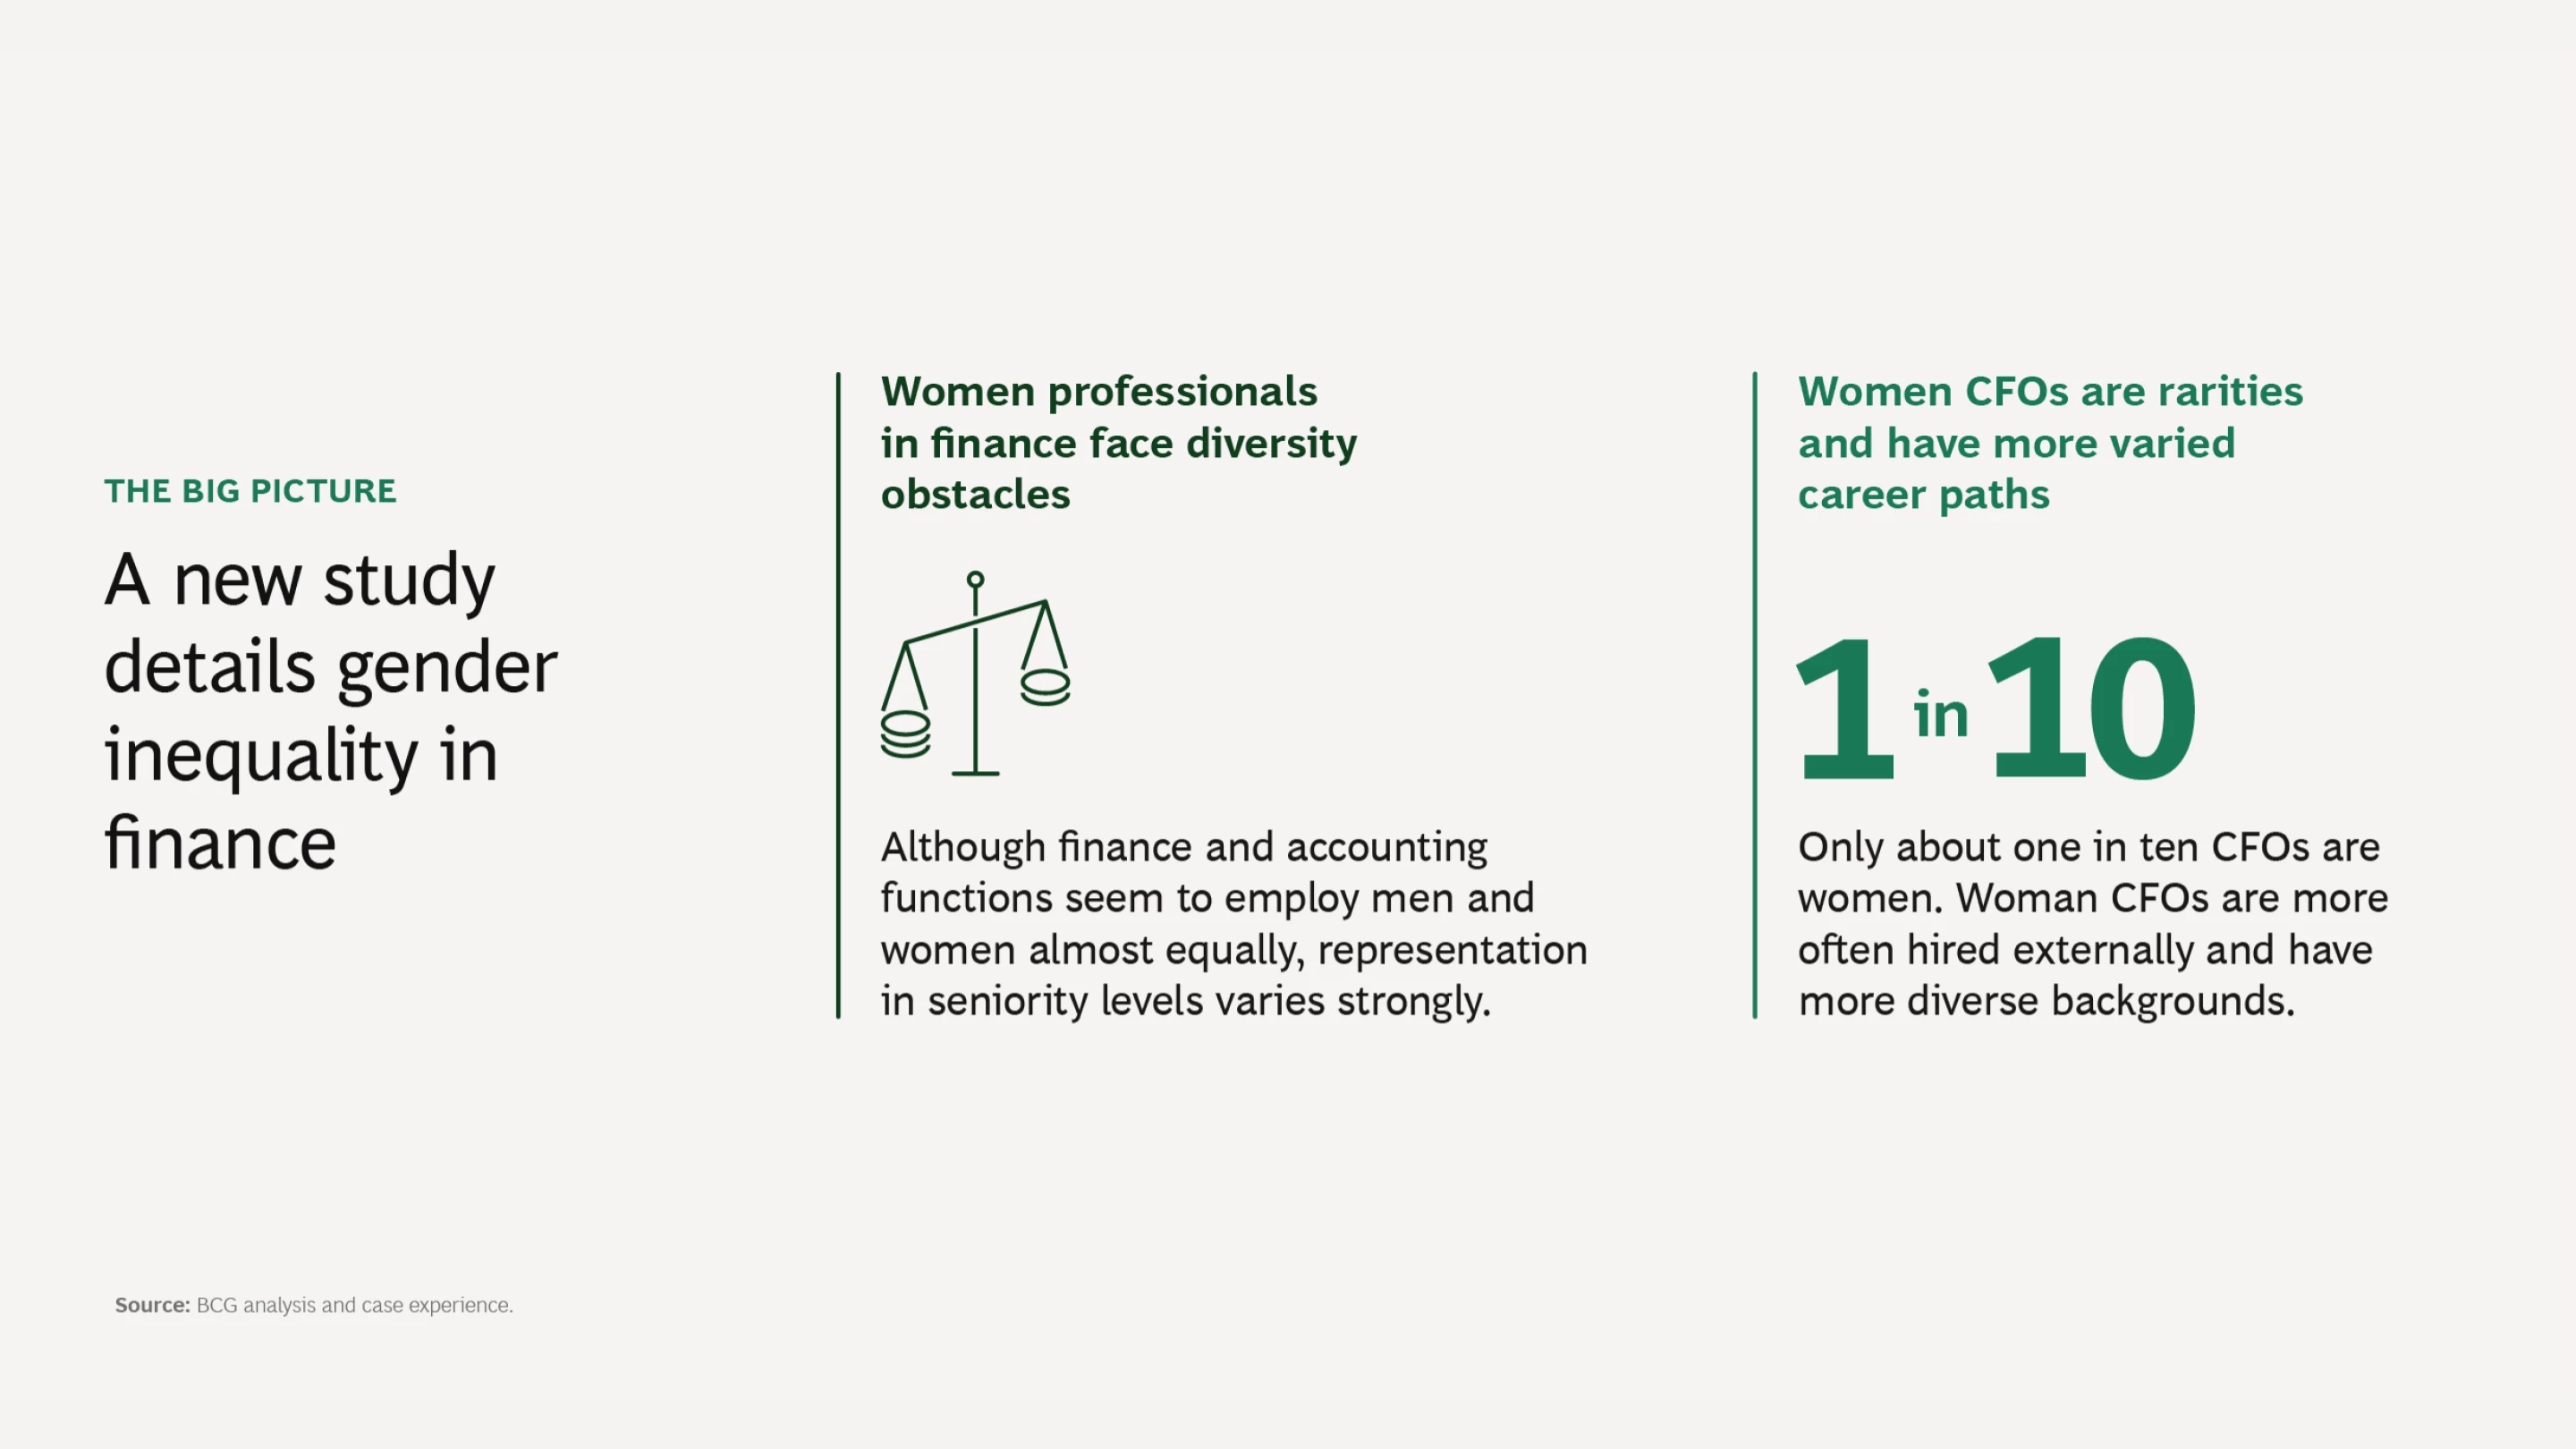 THE BIG PICTURE
A new study
details gender
inequality in
finance
Women professionals
in finance face diversity
obstacles
Although finance and accounting
functions seem to employ men and
women almost equally, representation
in seniority levels varies strongly.
Women CFOs are rarities
and have more varied
career paths
1 in 10
Only about one in ten CFOs are
women. Woman CFOs are more
often hired externally and have
more diverse backgrounds.
Source: BCG analysis and case experience.